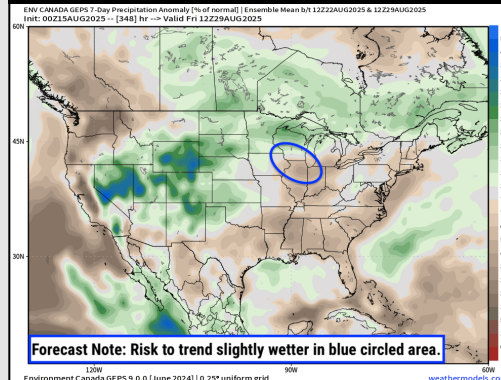 ENV CANADA GEPS 7-Day Precipitation Anomaly [% of normal] | Ensemble Mean b/t 12Z22AUG2025 & 12Z29AUG2025
Init: 00Z15AUG2025 -- [348] hr --> Valid Fri 12Z29AUG2025
60N
45N
30N
Forecast Note: Risk to trend slightly wetter in blue circled area.
120W
90W
60W
Environment Canada GEPS 9.0.0 [June 2024] | 0.25° uniform grid
weathermodels.co